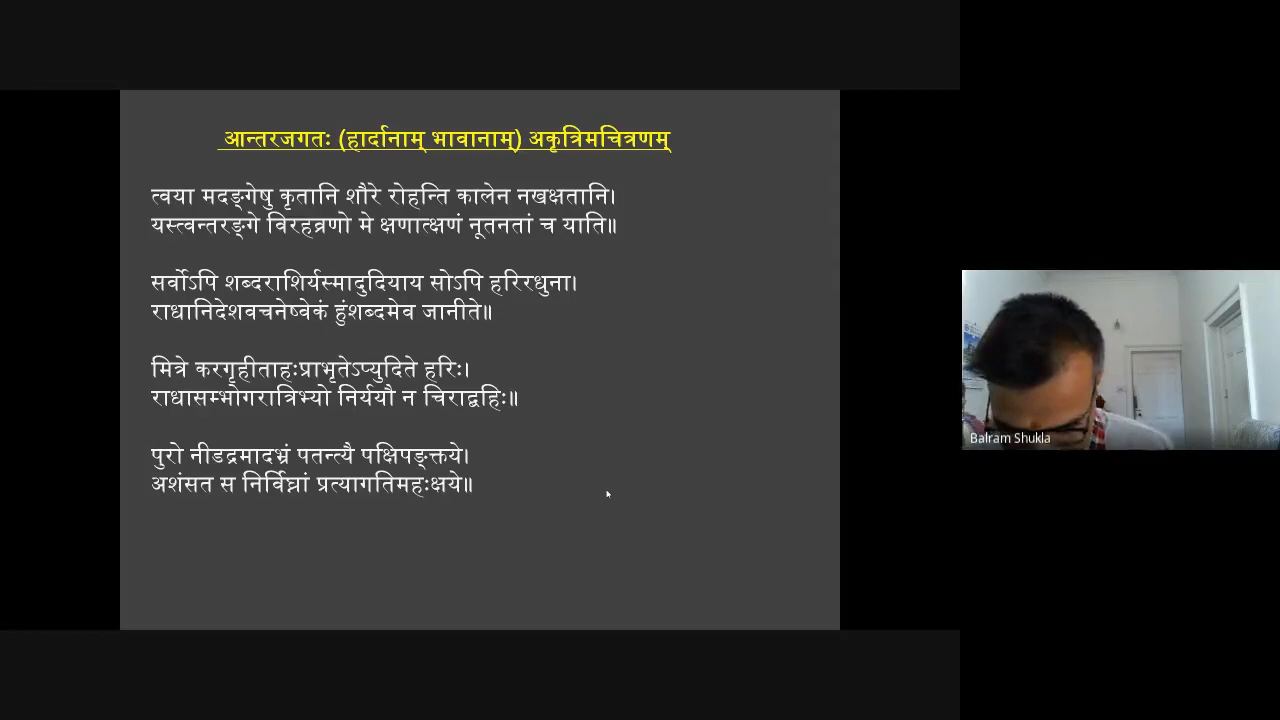 आन्तरजगतः (हार्दानाम् भावानाम्) अकृत्रिमचित्रणम्
त्वया मदङ्गेषु कृतानि शौरे रोहन्ति कालेन नखक्षतानि।
यस्त्वन्तरङ्गे विरहव्रणो मे क्षणात्क्षणं नूतनतां च याति॥
सर्वोऽपि शब्दराशिर्यस्मादुदियाय सोऽपि हरिरधुना।
राधानिदेशवचनेष्वेकं हुंशब्दमेव जानीते॥
मित्रे करगृहीताहःप्राभृतेऽप्युदिते हरिः।
राधासम्भोगरात्रिभ्यो निर्ययौ न चिराद्बहिः॥
पुरो नीडद्रमादभ्रं पतन्त्यै पक्षिपङ्क्तये।
अशंसत स निर्विघ्नां प्रत्यागतिमहःक्षये॥
Balram Shukla